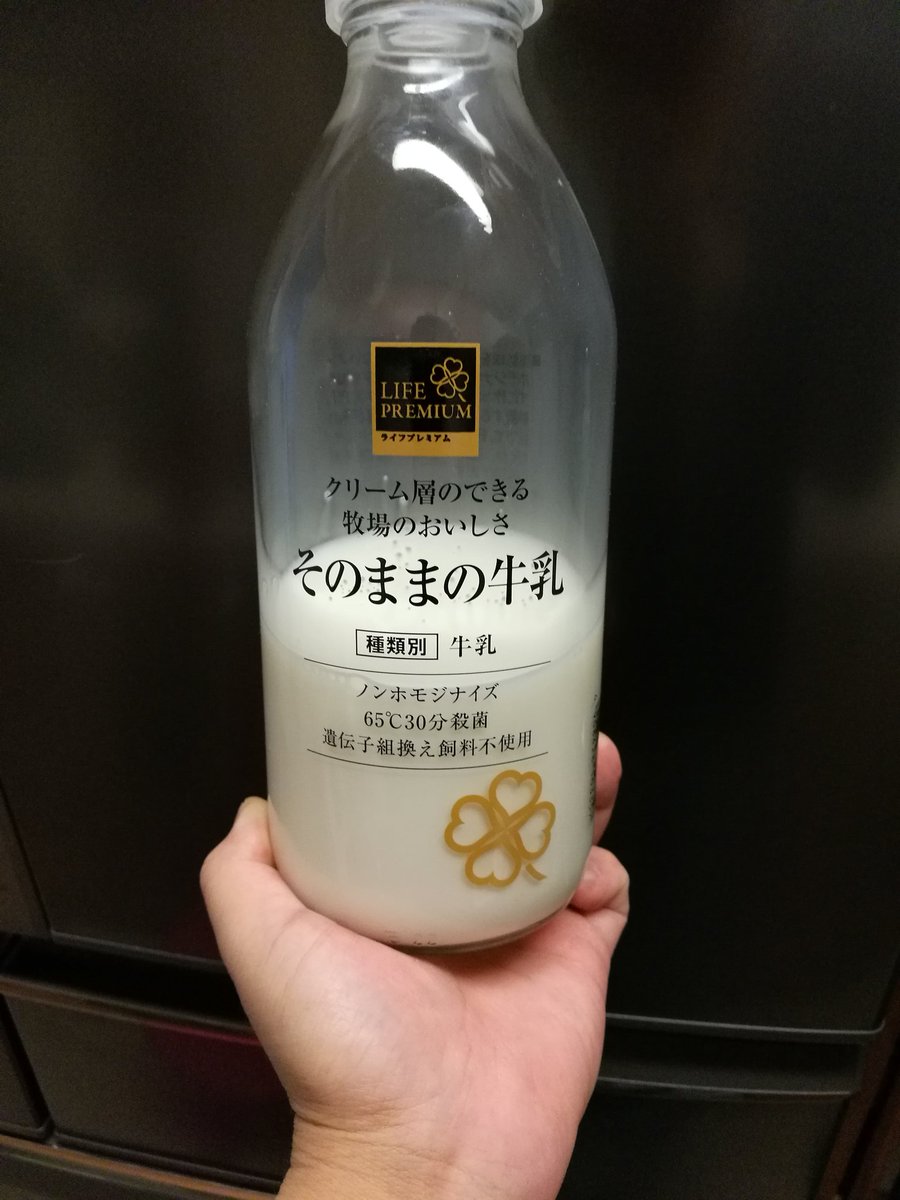 LIFE
PREMIUM
ライフプレミアム
クリーム層のできる
牧場のおいしさ
そのままの牛乳
種類別 牛乳
ノンホモジナイズ
65℃30分殺菌
遺伝子組換え飼料不使用